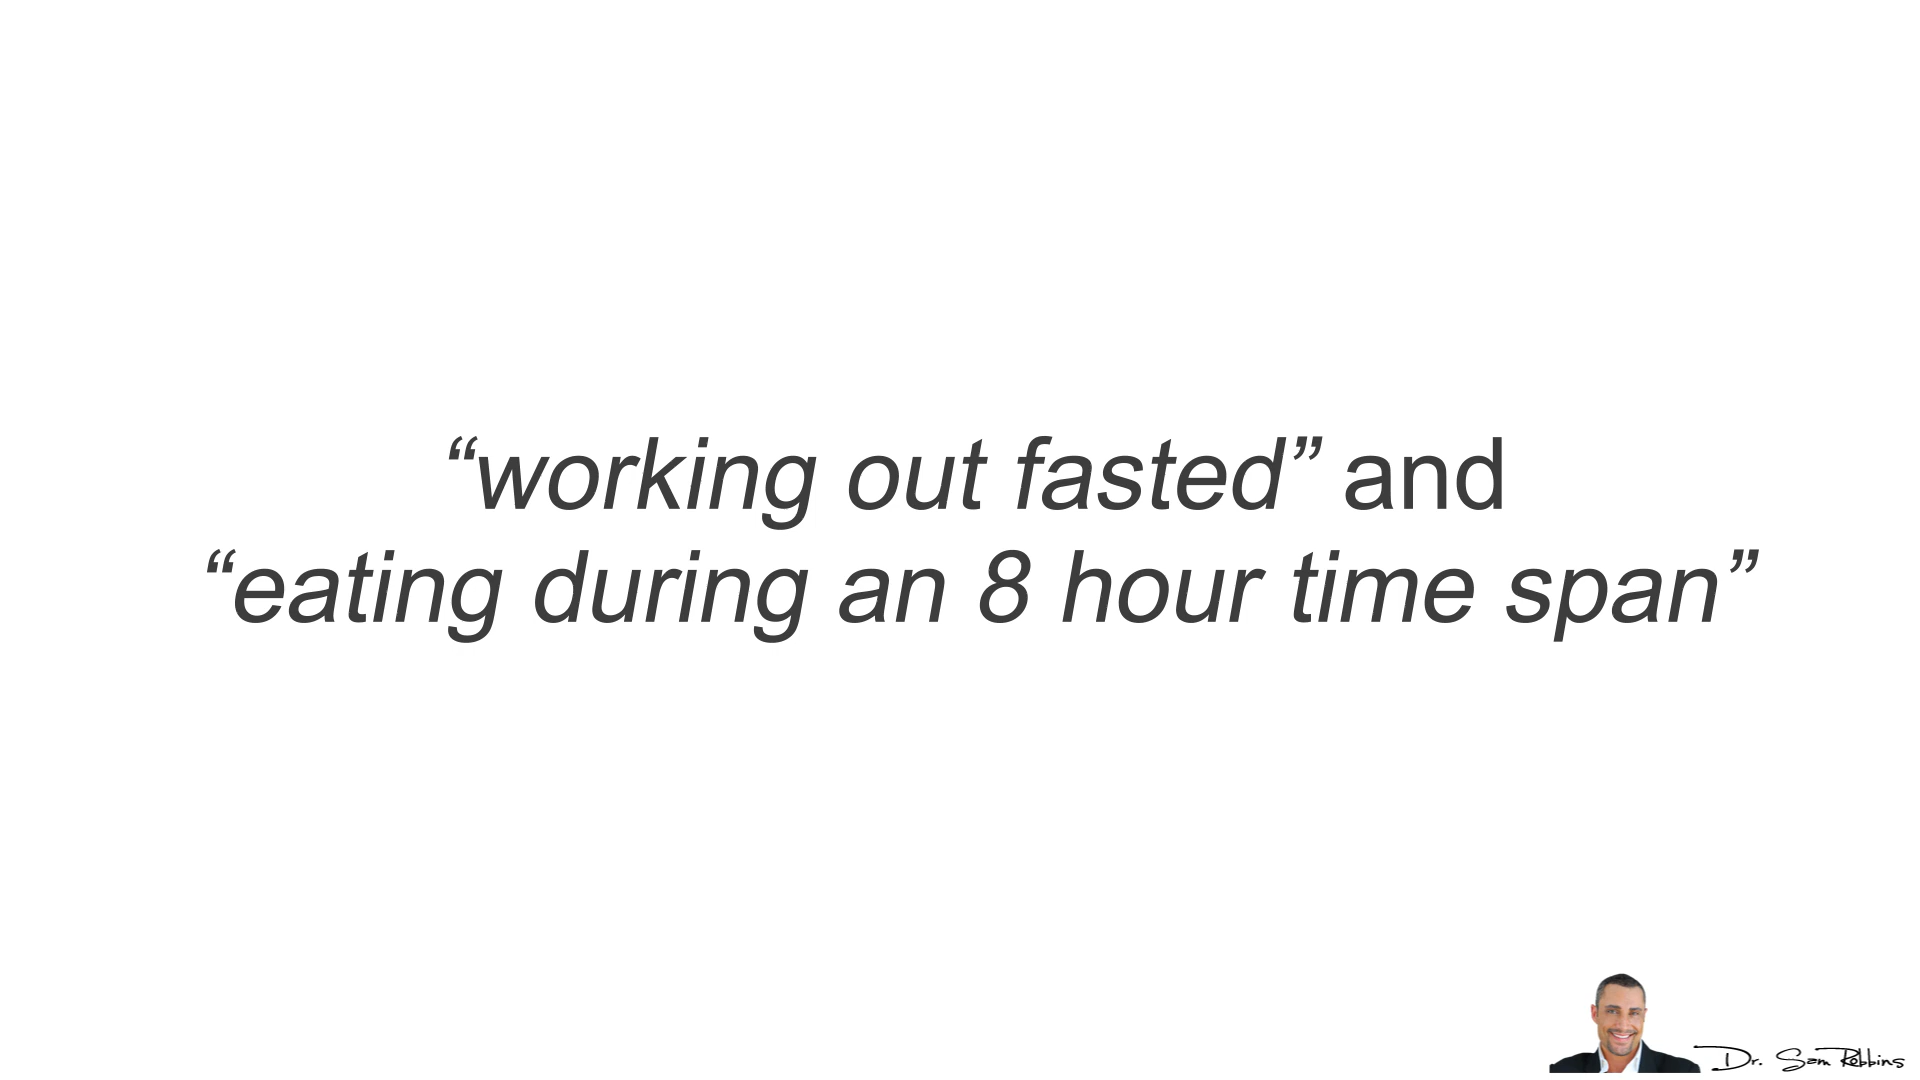 “working out fasted” and
“eating during an 8 hour time span”
Dr. Sam Robbins